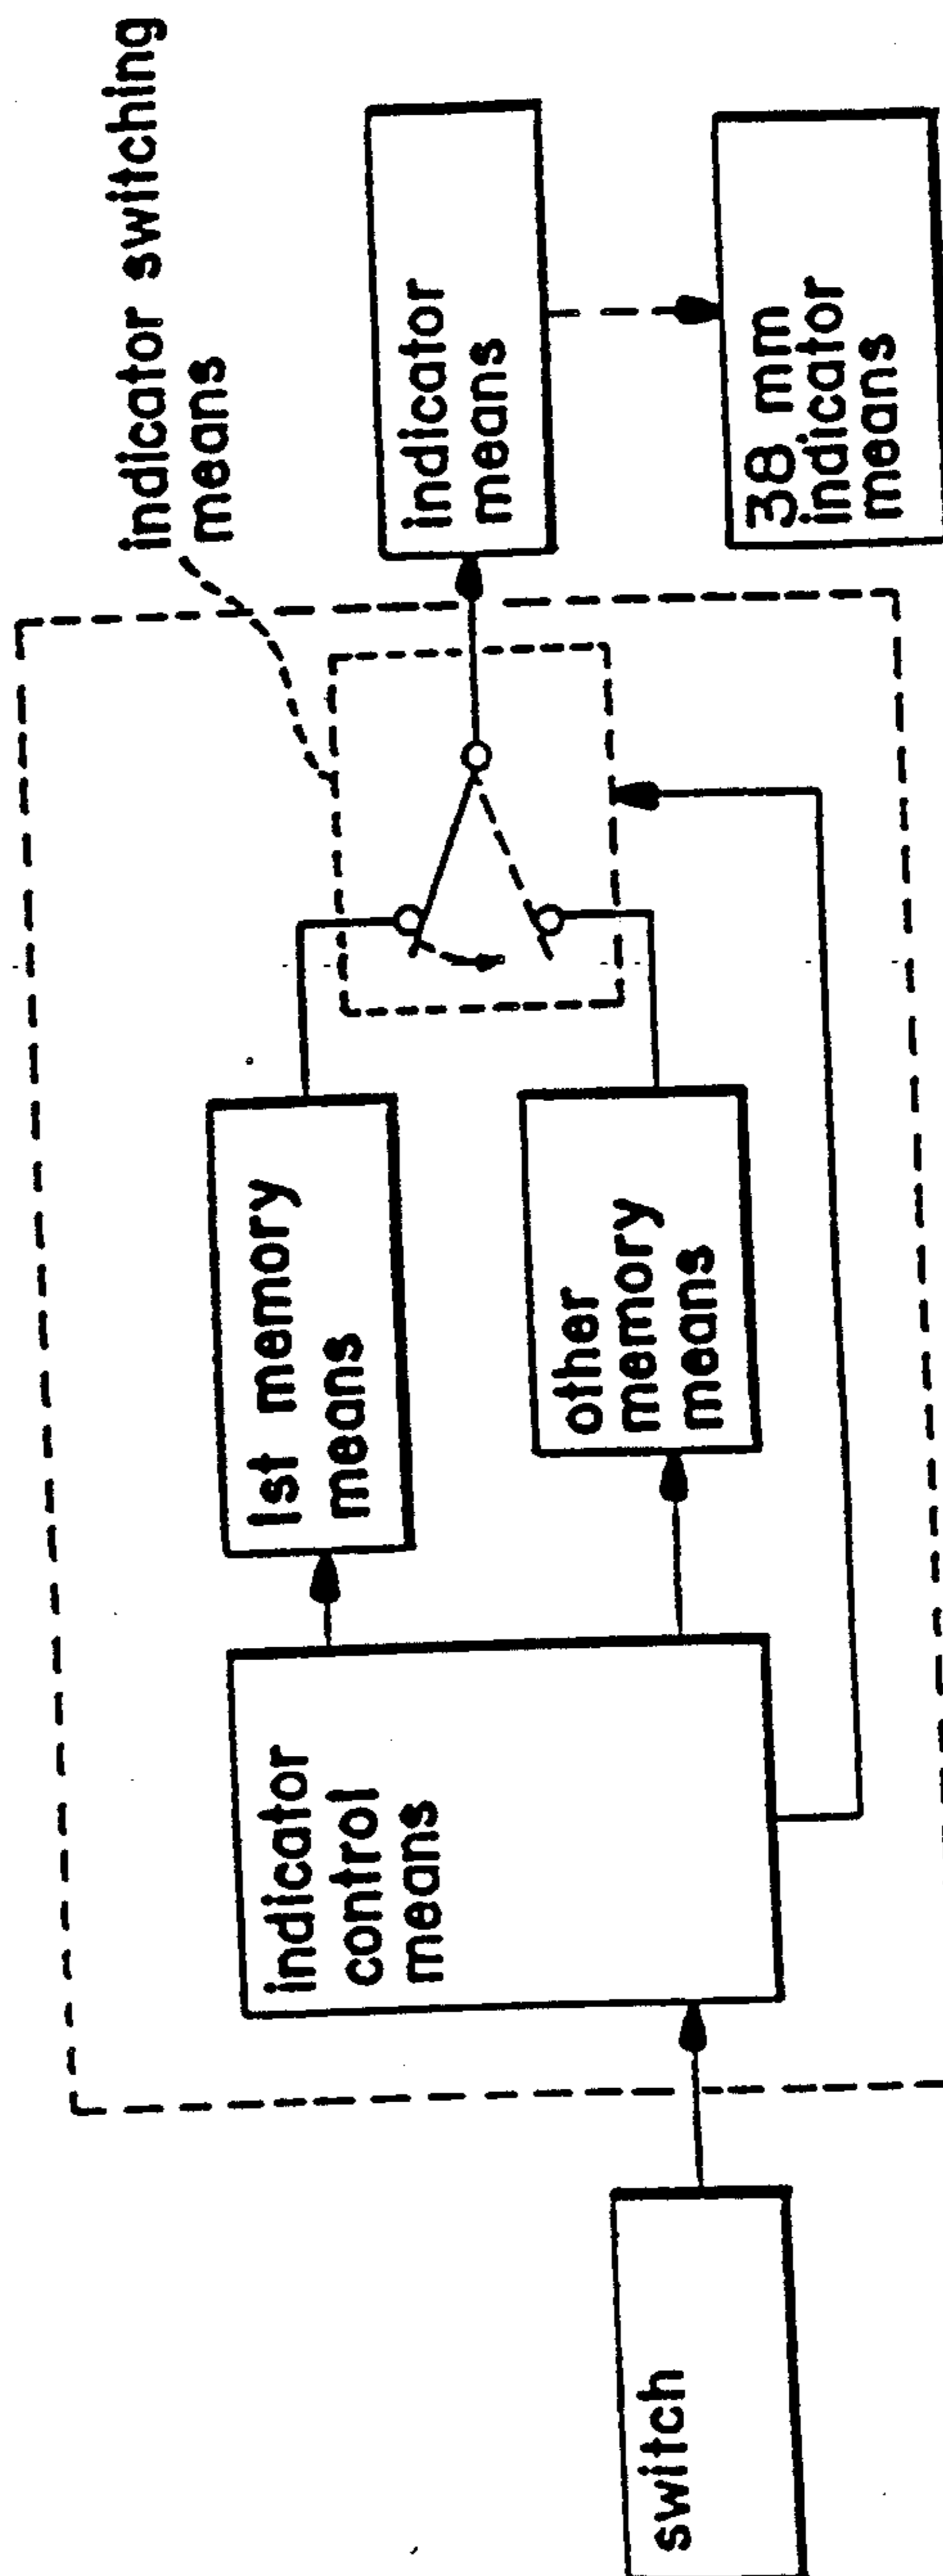 indicator switching
means
switch
indicator
control
means
1st memory
means
other
memory
means
indicator
means
38 mm
indicator
means